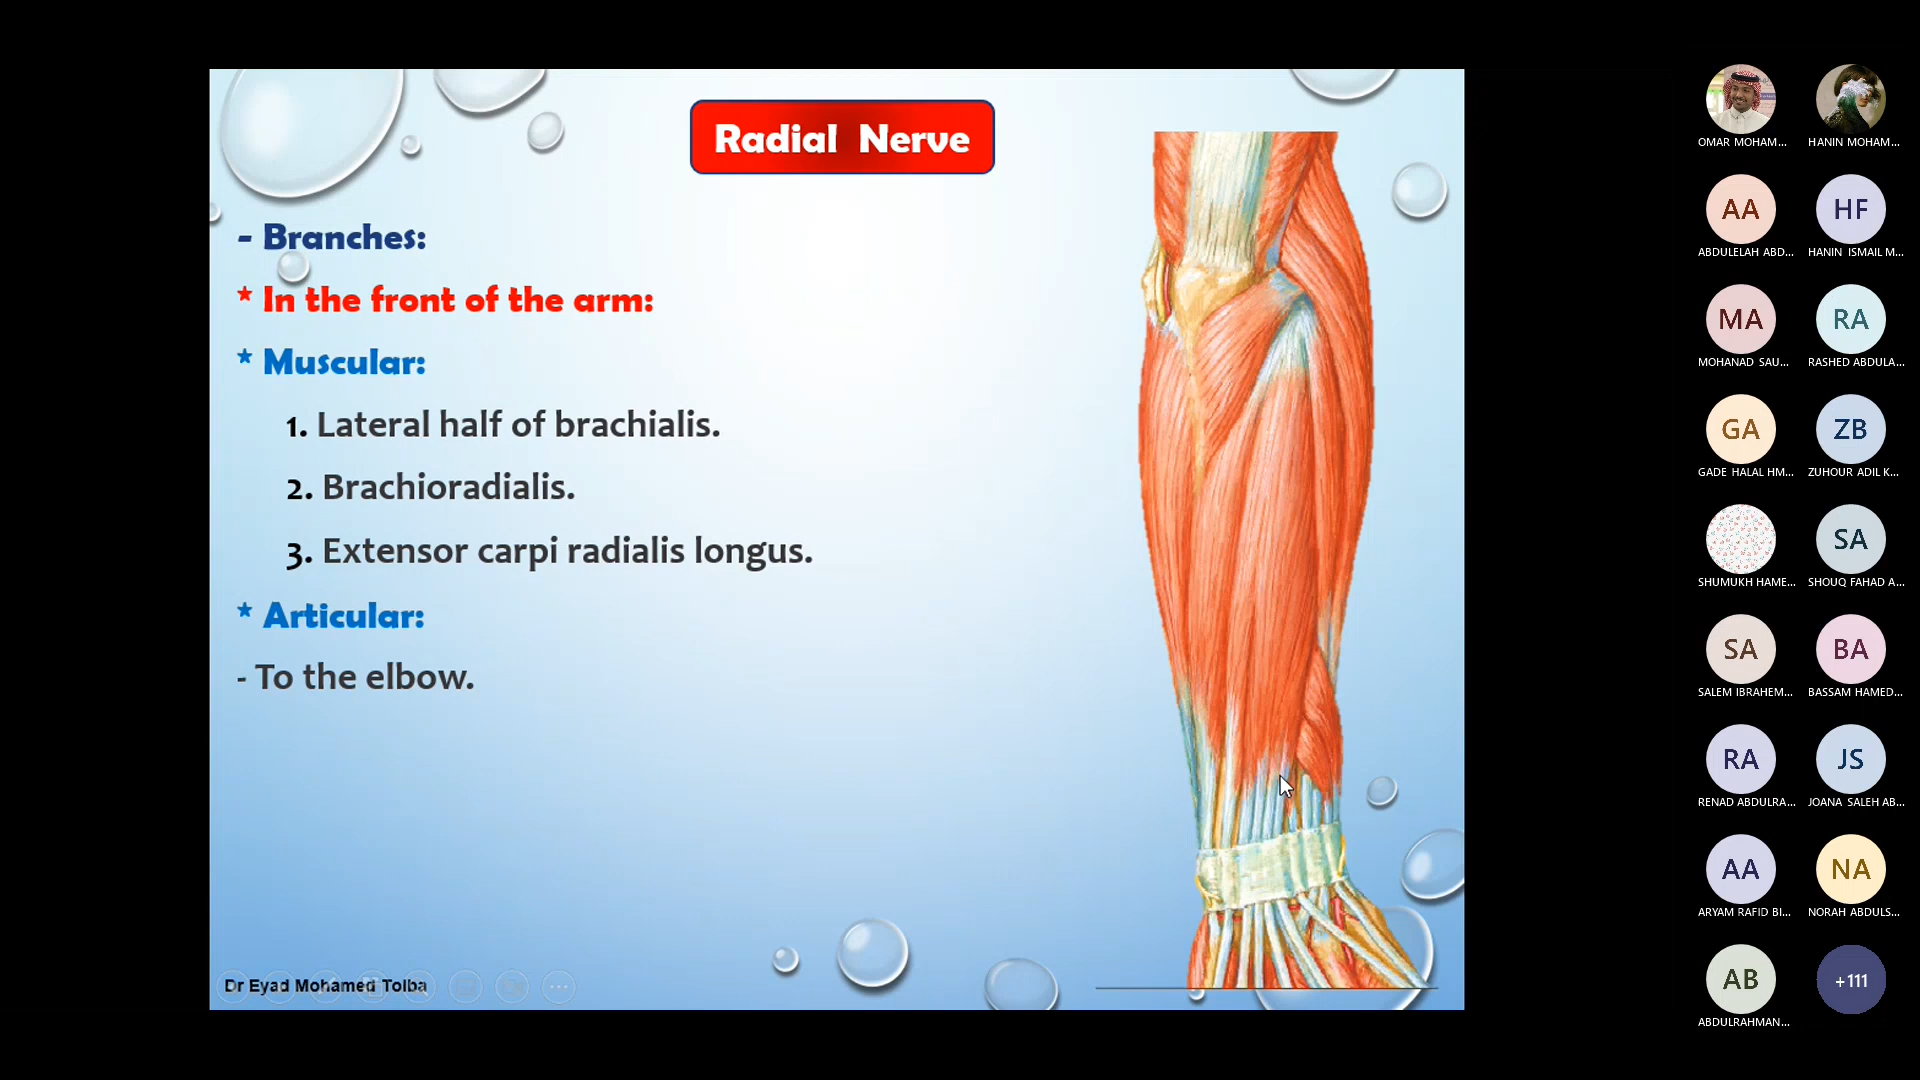 Radial Nerve
- Branches:
* In the front of the arm:
* Muscular:
1. Lateral half of brachialis.
2. Brachioradialis.
3. Extensor carpi radialis longus.
* Articular:
- To the elbow.
Dr Eyad Mohamed Tolba
OMAR MOHAM...
HANIN MOHAM...
AA
HF
ABDULELAH ABD...
HANIN ISMAIL M...
MA
RA
MOHANAD SAU...
RASHED ABDULA...
GA
ZB
GADE HALAL HM...
ZUHOUR ADIL K...
SA
SHUMUKH HAME...
SHOUQ FAHAD A...
SA
BA
SALEM IBRAHEM...
BASSAM HAMED...
RA
JS
RENAD ABDULRA...
JOANA SALEH AB...
AA
NA
ARYAM RAFID BI...
NORAH ABDULS...
AB
+111
ABDULRAHMAN...